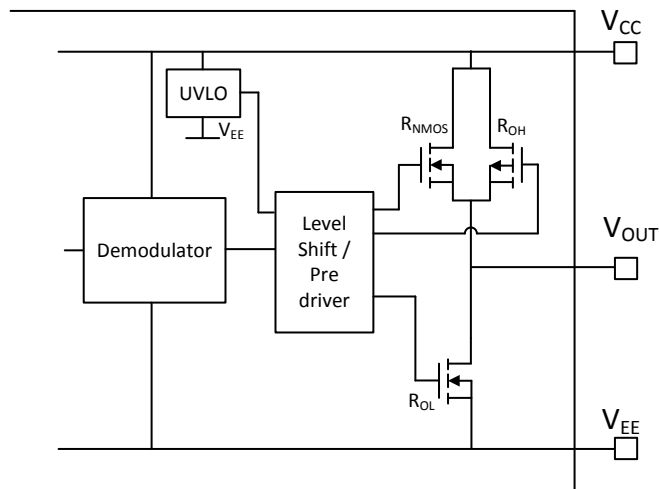 V_CC
UVLO
V_EE
R_NMOS
R_OH
Level
Shift /
Pre
driver
Demodulator
V_OUT
R_OL
V_EE